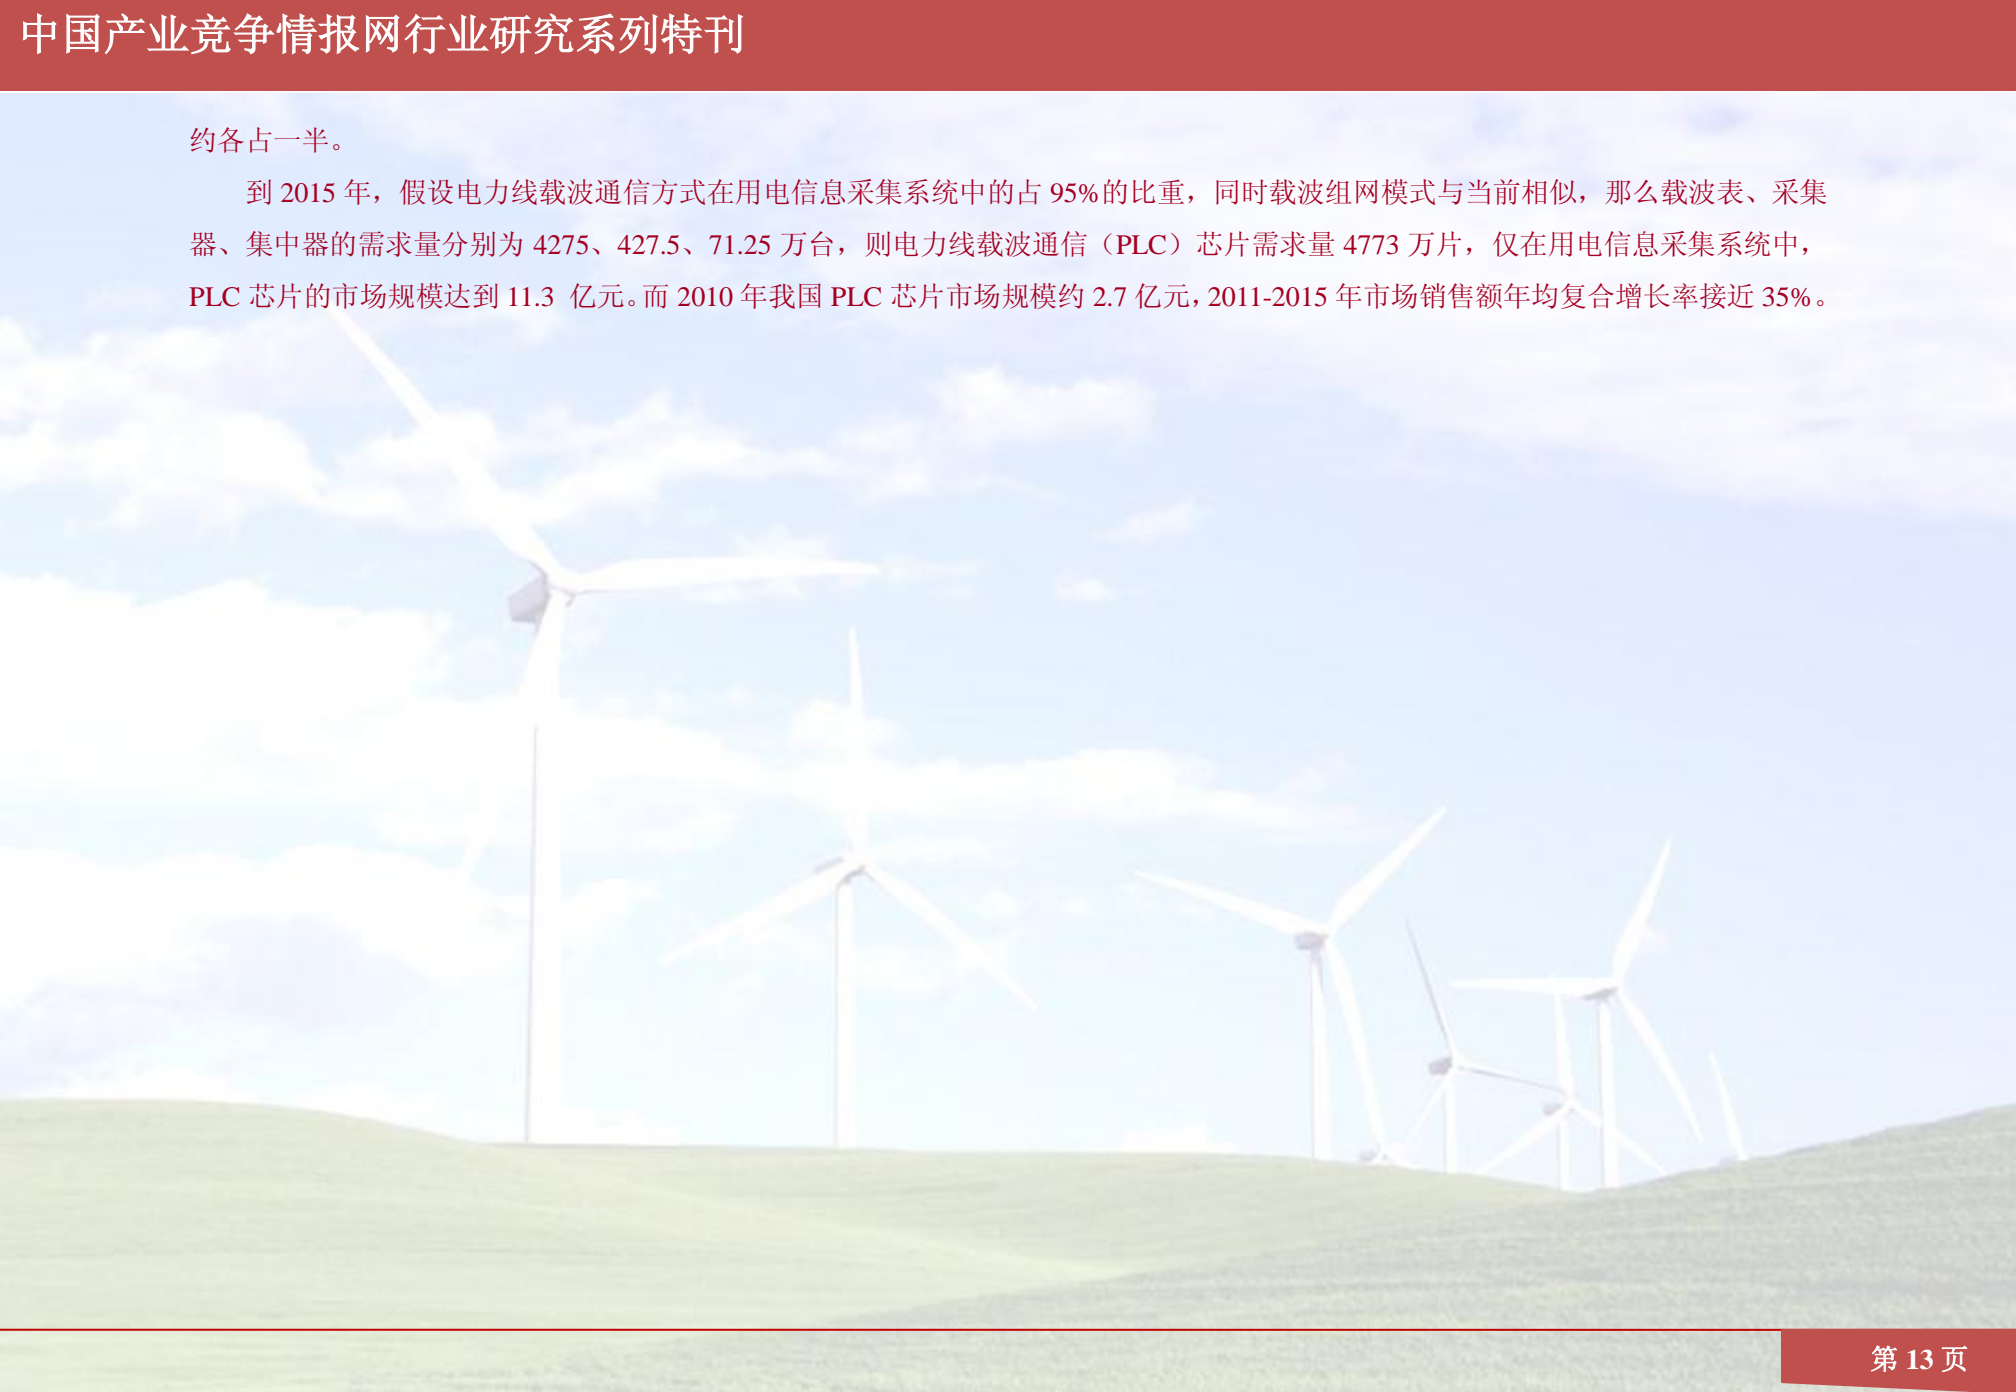 中国产业竞争情报网行业研究系列特刊
约各占一半。
到 2015 年，假设电力线载波通信方式在用电信息采集系统中的占 95%的比重，同时载波组网模式与当前相似，那么载波表、采集
器、集中器的需求量分别为 4275、427.5、71.25 万台，则电力线载波通信（PLC）芯片需求量 4773 万片，仅在用电信息采集系统中，
PLC 芯片的市场规模达到 11.3 亿元。而 2010 年我国 PLC 芯片市场规模约 2.7 亿元，2011-2015 年市场销售额年均复合增长率接近 35%。
第 13 页